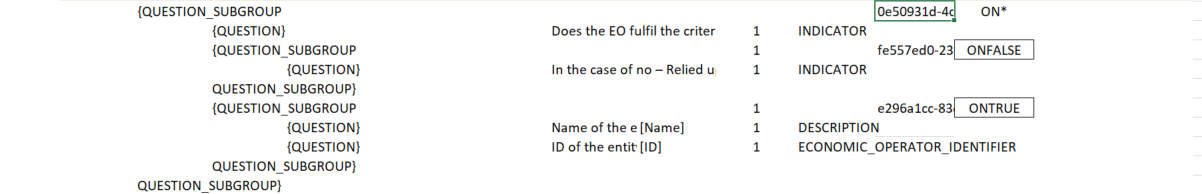 {QUESTION_SUBGROUP 0e50931d-4c ON*
{QUESTION} Does the EO fulfil the criter 1 INDICATOR
{QUESTION_SUBGROUP 1 fe557ed0-23 ONFALSE
{QUESTION} In the case of no – Relied u 1 INDICATOR
QUESTION_SUBGROUP}
{QUESTION_SUBGROUP 1 e296a1cc-83 ONTRUE
{QUESTION} Name of the e [Name] 1 DESCRIPTION
{QUESTION} ID of the entit [ID] 1 ECONOMIC_OPERATOR_IDENTIFIER
QUESTION_SUBGROUP}
QUESTION_SUBGROUP}